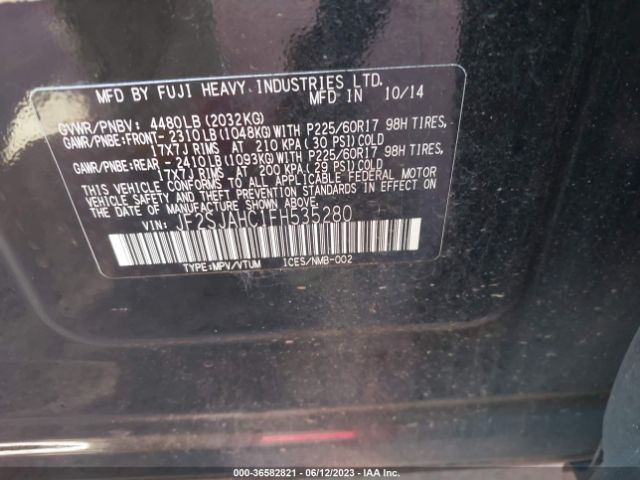 MFD BY FUJI HEAVY INDUSTRIES LTD.
MFD IN 10/14
GVWR/PNBV: 4480LB (2032KG)
GAWR/PNBE:FRONT- 2310LB (1048KG)WITH P225/60R17 98H TIRES,
17X7J RIMS AT 210 KPA ( 30 PSI) COLD
GAWR/PNBE:REAR - 2410LB (1093KG)WITH P225/60R17 98H TIRES,
17X7J RIMS AT 200 KPA ( 29 PSI) COLD
THIS VEHICLE CONFORMS TO ALL APPLICABLE FEDERAL MOTOR
VEHICLE SAFETY AND THEFT PREVENTION STANDARDS IN EFFECT
ON THE DATE OF MANUFACTURE SHOWN ABOVE.
VIN: JF2SJAHC1FH535280
TYPE:MPV/VTUM ICES/NMB-002
000-36582821 - 06/12/2023 - IAA Inc.